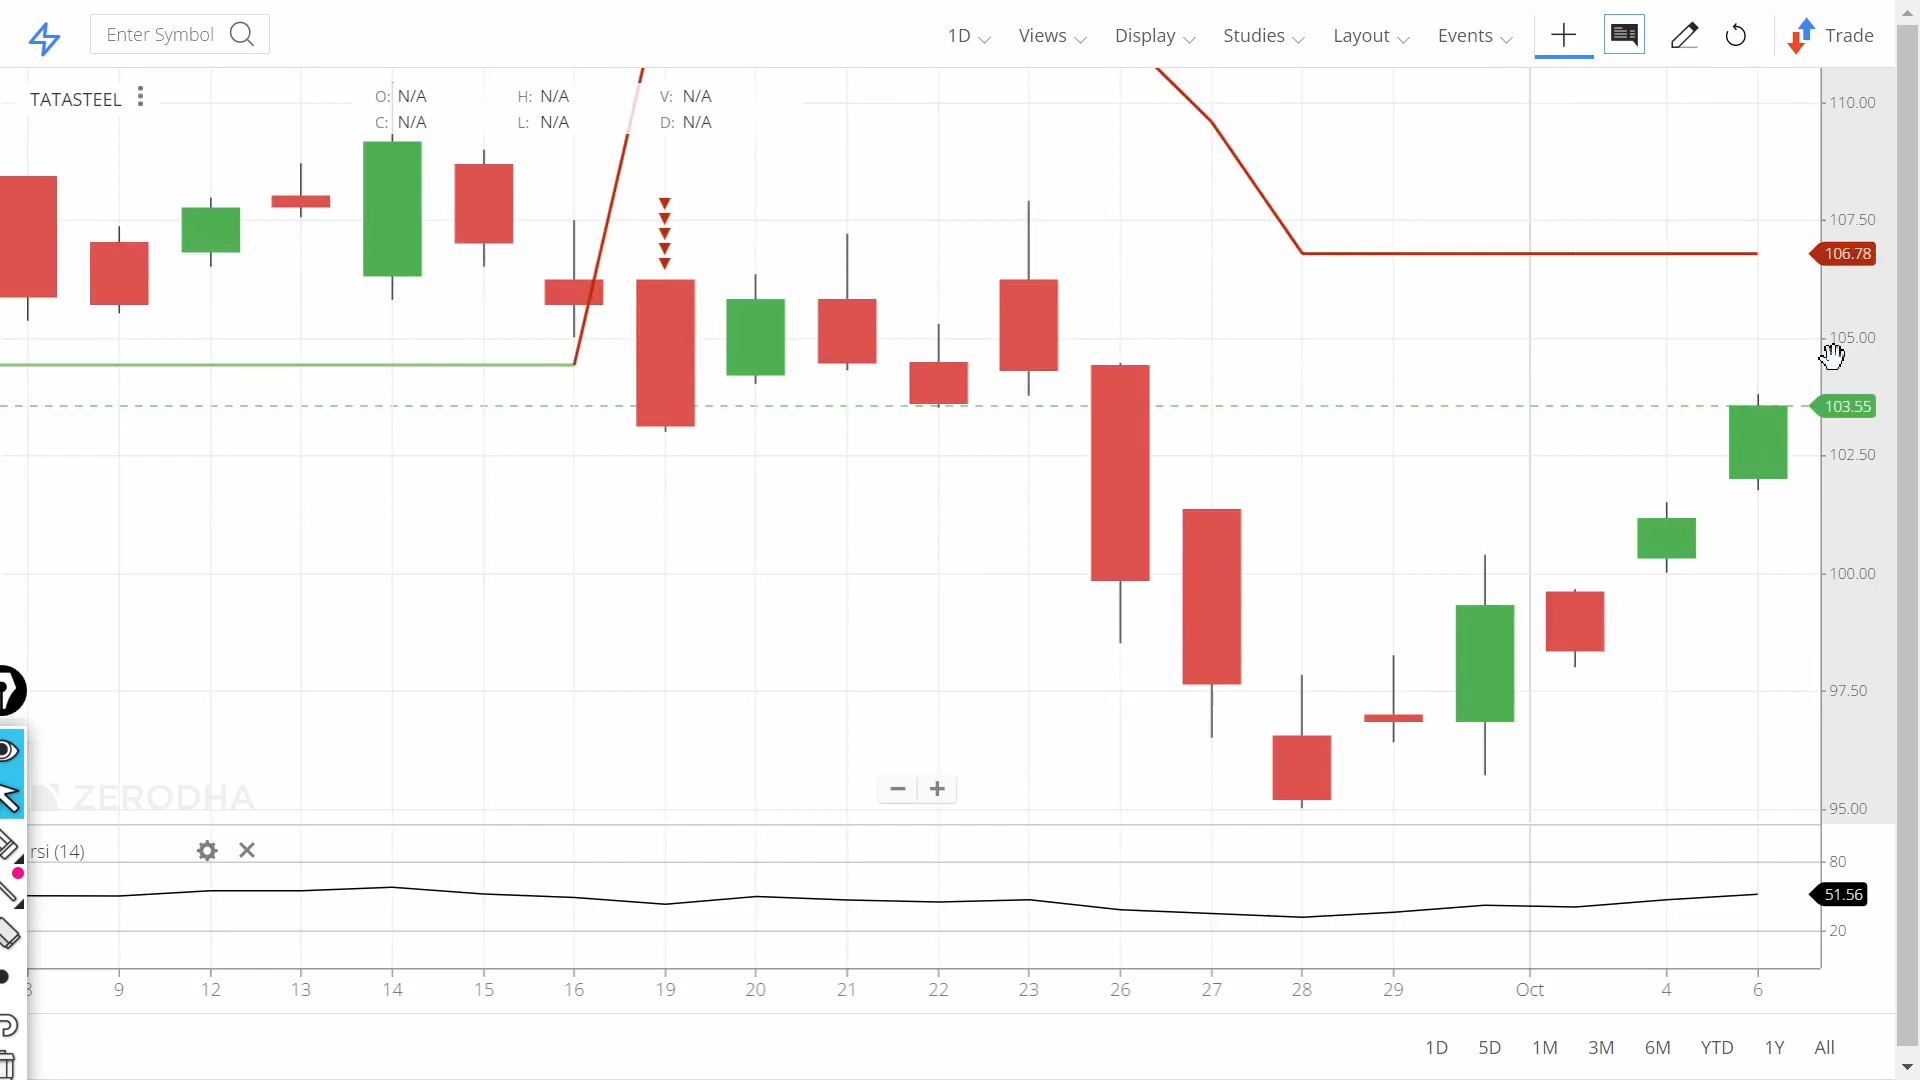 Enter Symbol
1D Views Display Studies Layout Events Trade
TATASTEEL
O: N/A H: N/A V: N/A
C: N/A L: N/A D: N/A
110.00
107.50
106.78
105.00
103.55
102.50
100.00
97.50
95.00
ZERODHA
rsi (14)
80
51.56
20
9 12 13 14 15 16 19 20 21 22 23 26 27 28 29 Oct 4 6
1D 5D 1M 3M 6M YTD 1Y All